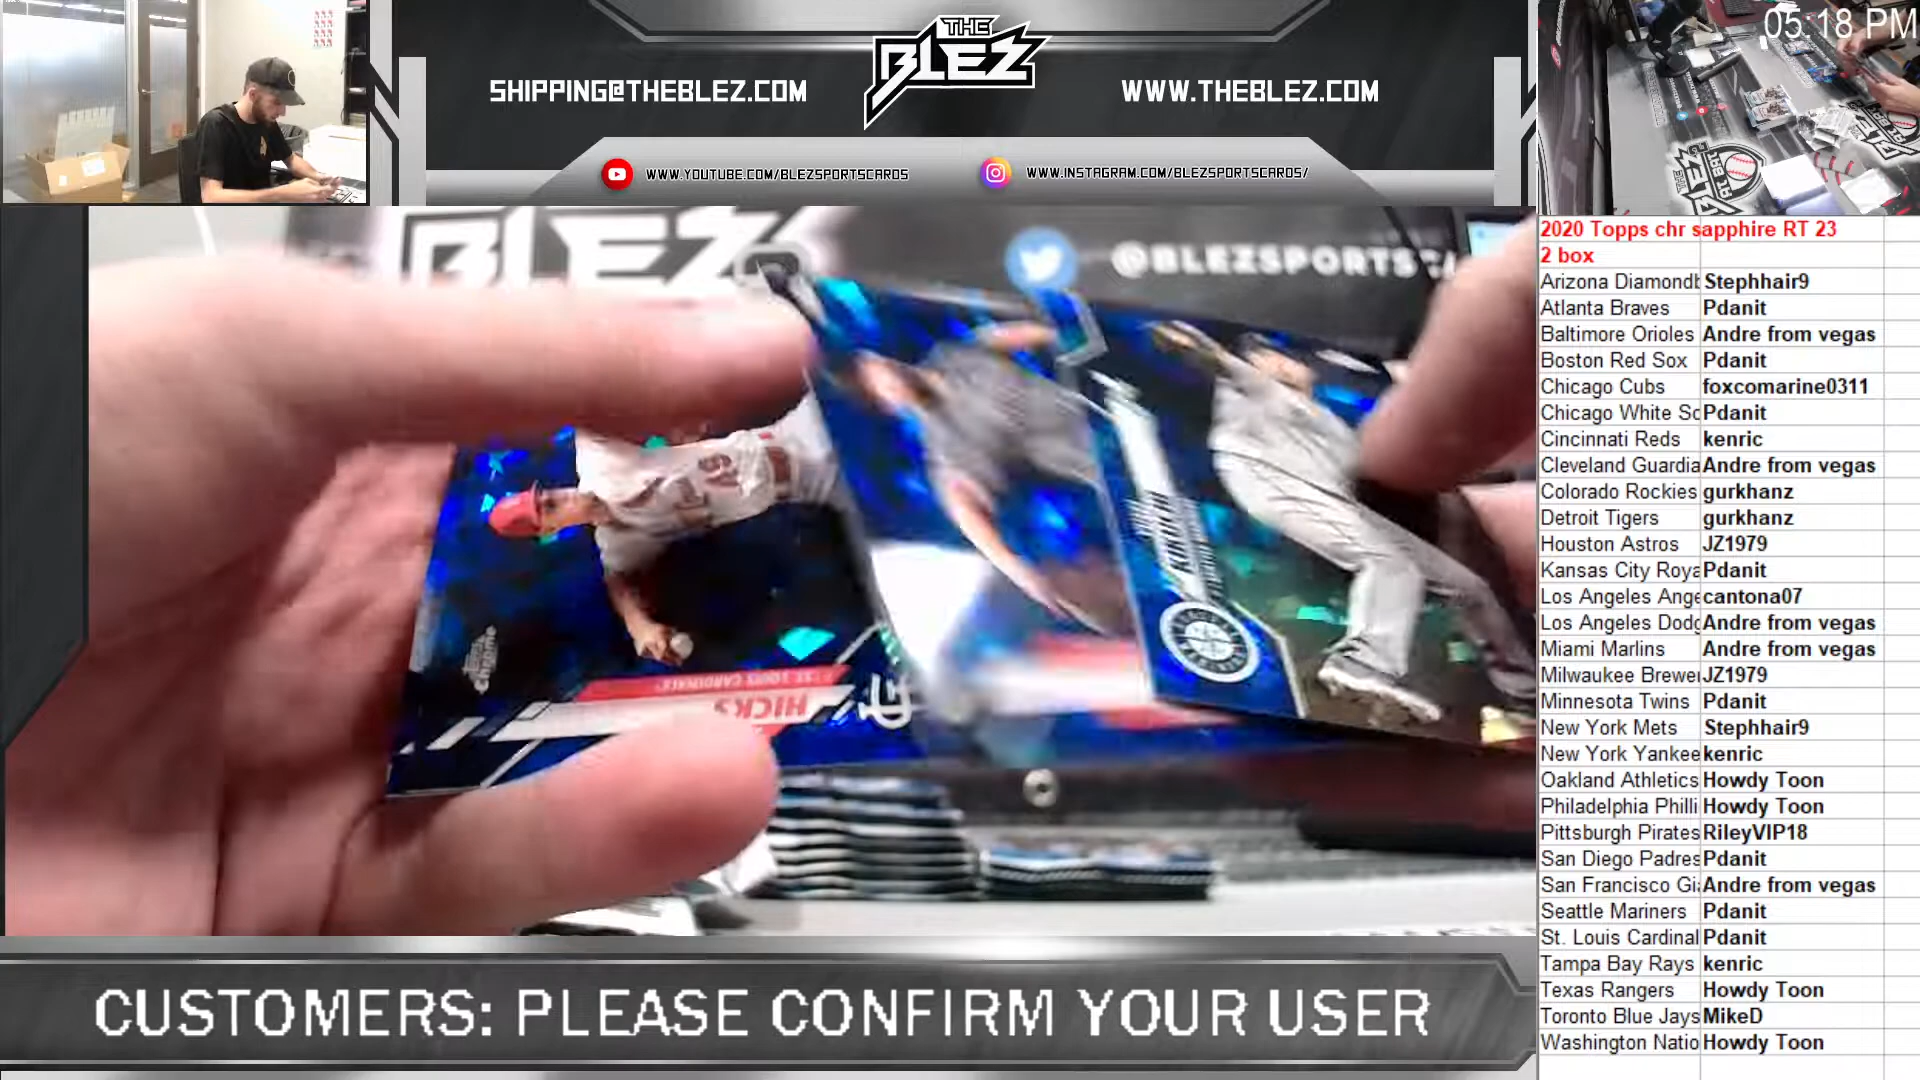 THE
BLEZ
SHIPPING@THEBLEZ.COM
WWW.THEBLEZ.COM
WWW.YOUTUBE.COM/BLEZSPORTSCARDS
WWW.INSTAGRAM.COM/BLEZSPORTSCARDS/
05:18 PM
BLEZ
@BLEZSPORTSCA
Chrome
ST. LOUIS CARDINALS
HICKS
2020 Topps chr sapphire RT 23
2 box
Arizona Diamondb Stephhair9
Atlanta Braves Pdanit
Baltimore Orioles Andre from vegas
Boston Red Sox Pdanit
Chicago Cubs foxcomarine0311
Chicago White So Pdanit
Cincinnati Reds kenric
Cleveland Guardia Andre from vegas
Colorado Rockies gurkhanz
Detroit Tigers gurkhanz
Houston Astros JZ1979
Kansas City Roya Pdanit
Los Angeles Ange cantona07
Los Angeles Dodg Andre from vegas
Miami Marlins Andre from vegas
Milwaukee Brewer JZ1979
Minnesota Twins Pdanit
New York Mets Stephhair9
New York Yankee kenric
Oakland Athletics Howdy Toon
Philadelphia Philli Howdy Toon
Pittsburgh Pirates RileyVIP18
San Diego Padres Pdanit
San Francisco Gi Andre from vegas
Seattle Mariners Pdanit
St. Louis Cardinal Pdanit
Tampa Bay Rays kenric
Texas Rangers Howdy Toon
Toronto Blue Jays MikeD
Washington Natio Howdy Toon
CUSTOMERS: PLEASE CONFIRM YOUR USER